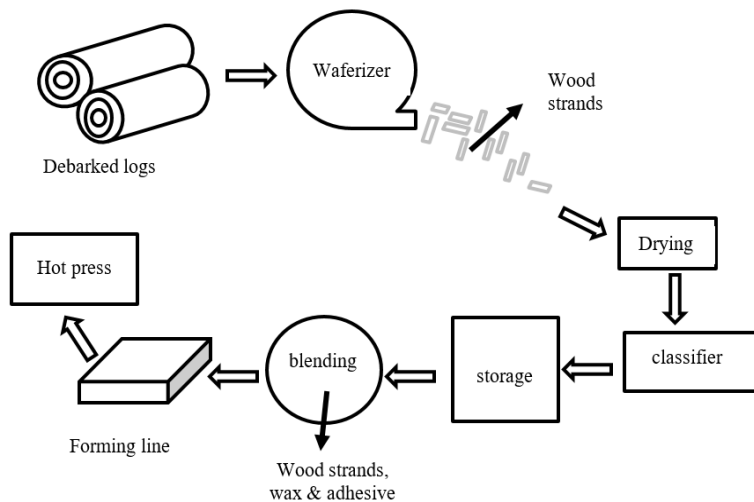 Debarked logs
Waferizer
Wood
strands
Drying
classifier
storage
blending
Wood strands,
wax & adhesive
Forming line
Hot press